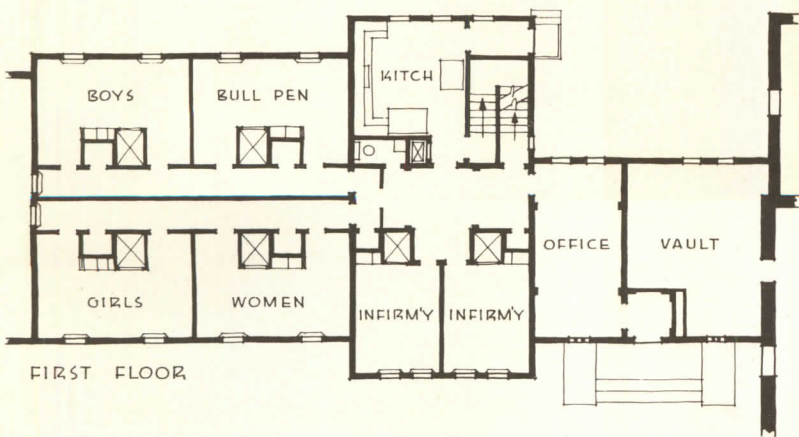 KITCH
BOYS
BULL PEN
OFFICE
VAULT
GIRLS
WOMEN
INFIRM'Y
INFIRM'Y
FIRST FLOOR